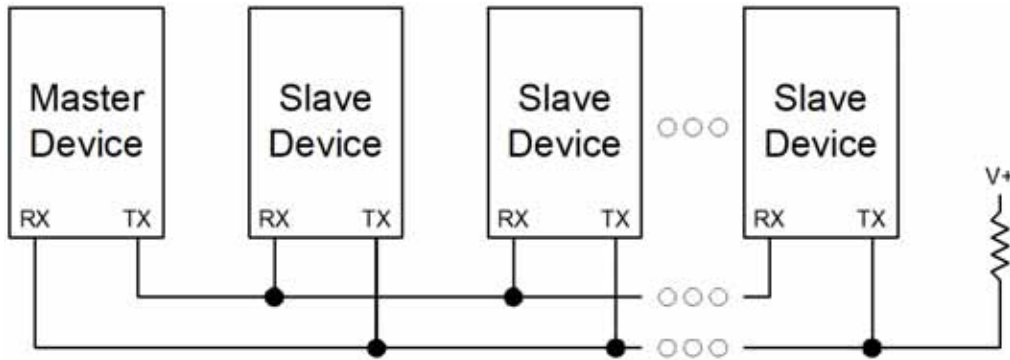 Master
Device
Slave
Device
Slave
Device
Slave
Device
V+
RX TX
RX TX
RX TX
RX TX